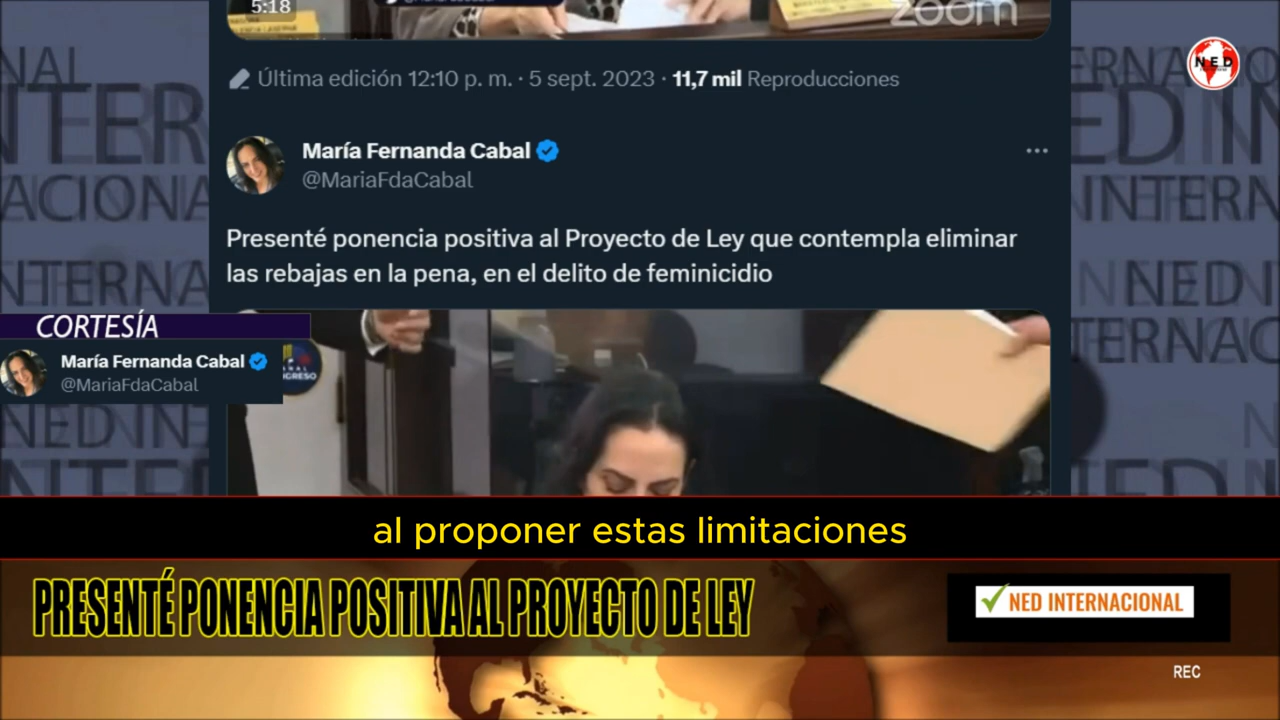 5:18
zoom
Última edición 12:10 p. m. · 5 sept. 2023 · 11,7 mil Reproducciones
NED
María Fernanda Cabal
@MariaFdaCabal
Presenté ponencia positiva al Proyecto de Ley que contempla eliminar
las rebajas en la pena, en el delito de feminicidio
CORTESÍA
María Fernanda Cabal
@MariaFdaCabal
al proponer estas limitaciones
PRESENTÉ PONENCIA POSITIVA AL PROYECTO DE LEY
NED INTERNACIONAL
REC